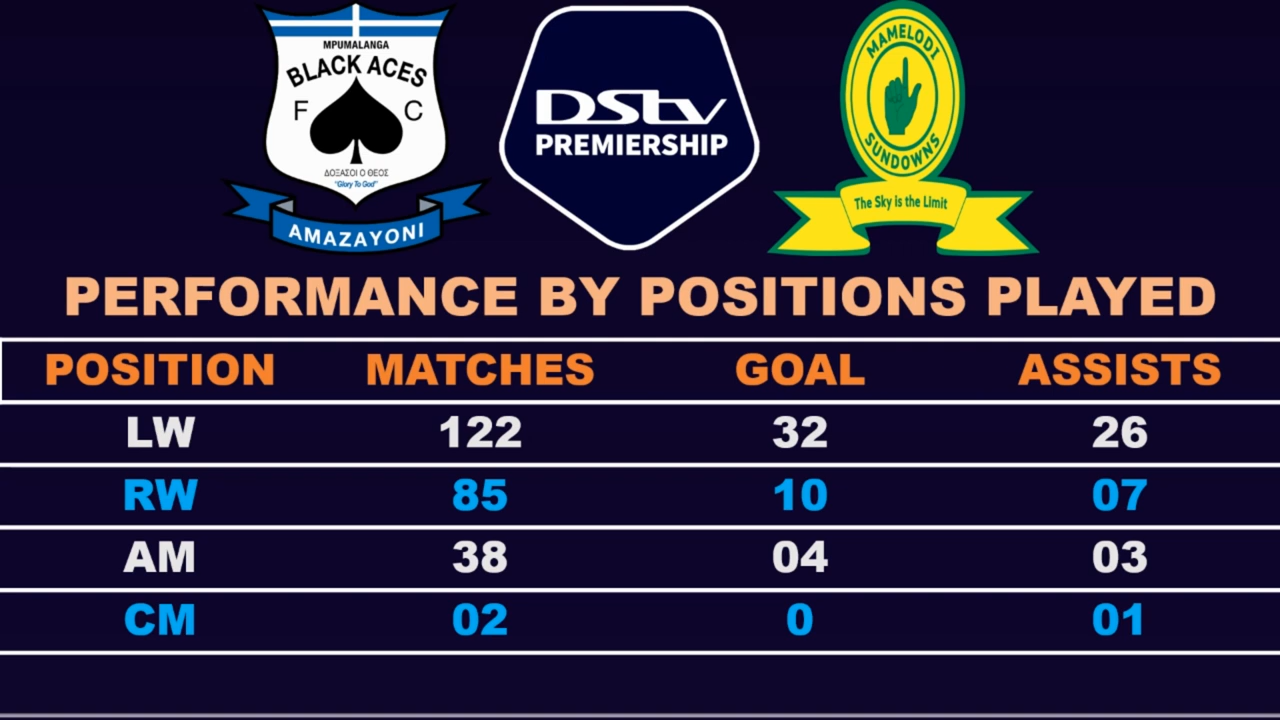 MPUMALANGA
BLACK ACES
F C
ΔΟΞΑΣΟΙ Ο ΘΕΟΣ
"Glory To God"
AMAZAYONI
DStv
PREMIERSHIP
MAMELODI
SUNDOWNS
The Sky is the Limit
PERFORMANCE BY POSITIONS PLAYED
POSITION MATCHES GOAL ASSISTS
LW 122 32 26
RW 85 10 07
AM 38 04 03
CM 02 0 01